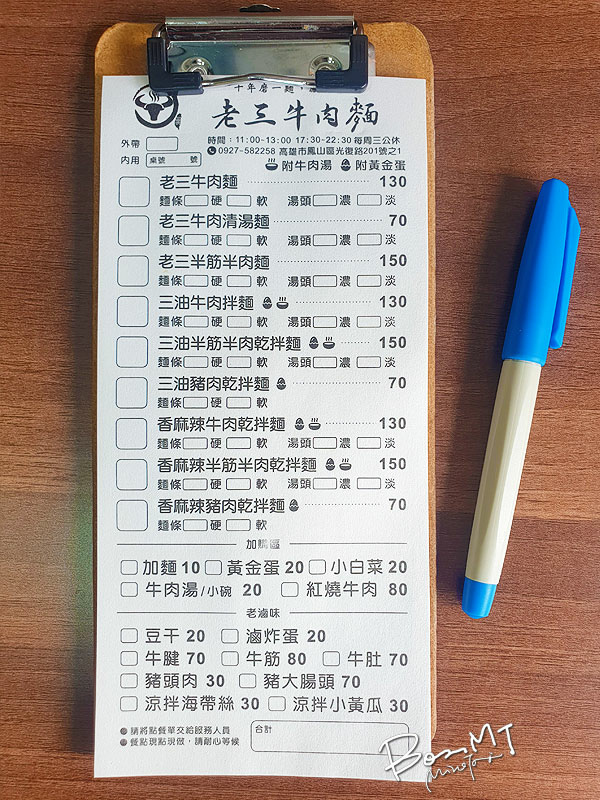 十年磨一麵，
老三牛肉麵
外帶
時間：11:00~13:00 17:30~22:30 每周三公休
內用 桌號 號
0927-582258 高雄市鳳山區光復路201號之1
附牛肉湯 附黃金蛋
老三牛肉麵 130
麵條 硬 軟 湯頭 濃 淡
老三牛肉清湯麵 70
麵條 硬 軟 湯頭 濃 淡
老三半筋半肉麵 150
麵條 硬 軟 湯頭 濃 淡
三油牛肉拌麵 130
麵條 硬 軟 湯頭 濃 淡
三油半筋半肉乾拌麵 150
麵條 硬 軟 湯頭 濃 淡
三油豬肉乾拌麵 70
麵條 硬 軟
香麻辣牛肉乾拌麵 130
麵條 硬 軟 湯頭 濃 淡
香麻辣半筋半肉乾拌麵 150
麵條 硬 軟 湯頭 濃 淡
香麻辣豬肉乾拌麵 70
麵條 硬 軟
加購區
加麵 10 黃金蛋 20 小白菜 20
牛肉湯/小碗 20 紅燒牛肉 80
老滷味
豆干 20 滷炸蛋 20
牛腱 70 牛筋 80 牛肚 70
豬頭肉 30 豬大腸頭 70
涼拌海帶絲 30 涼拌小黃瓜 30
●請將點餐單交給服務人員
●餐點現點現做，請耐心等候
合計